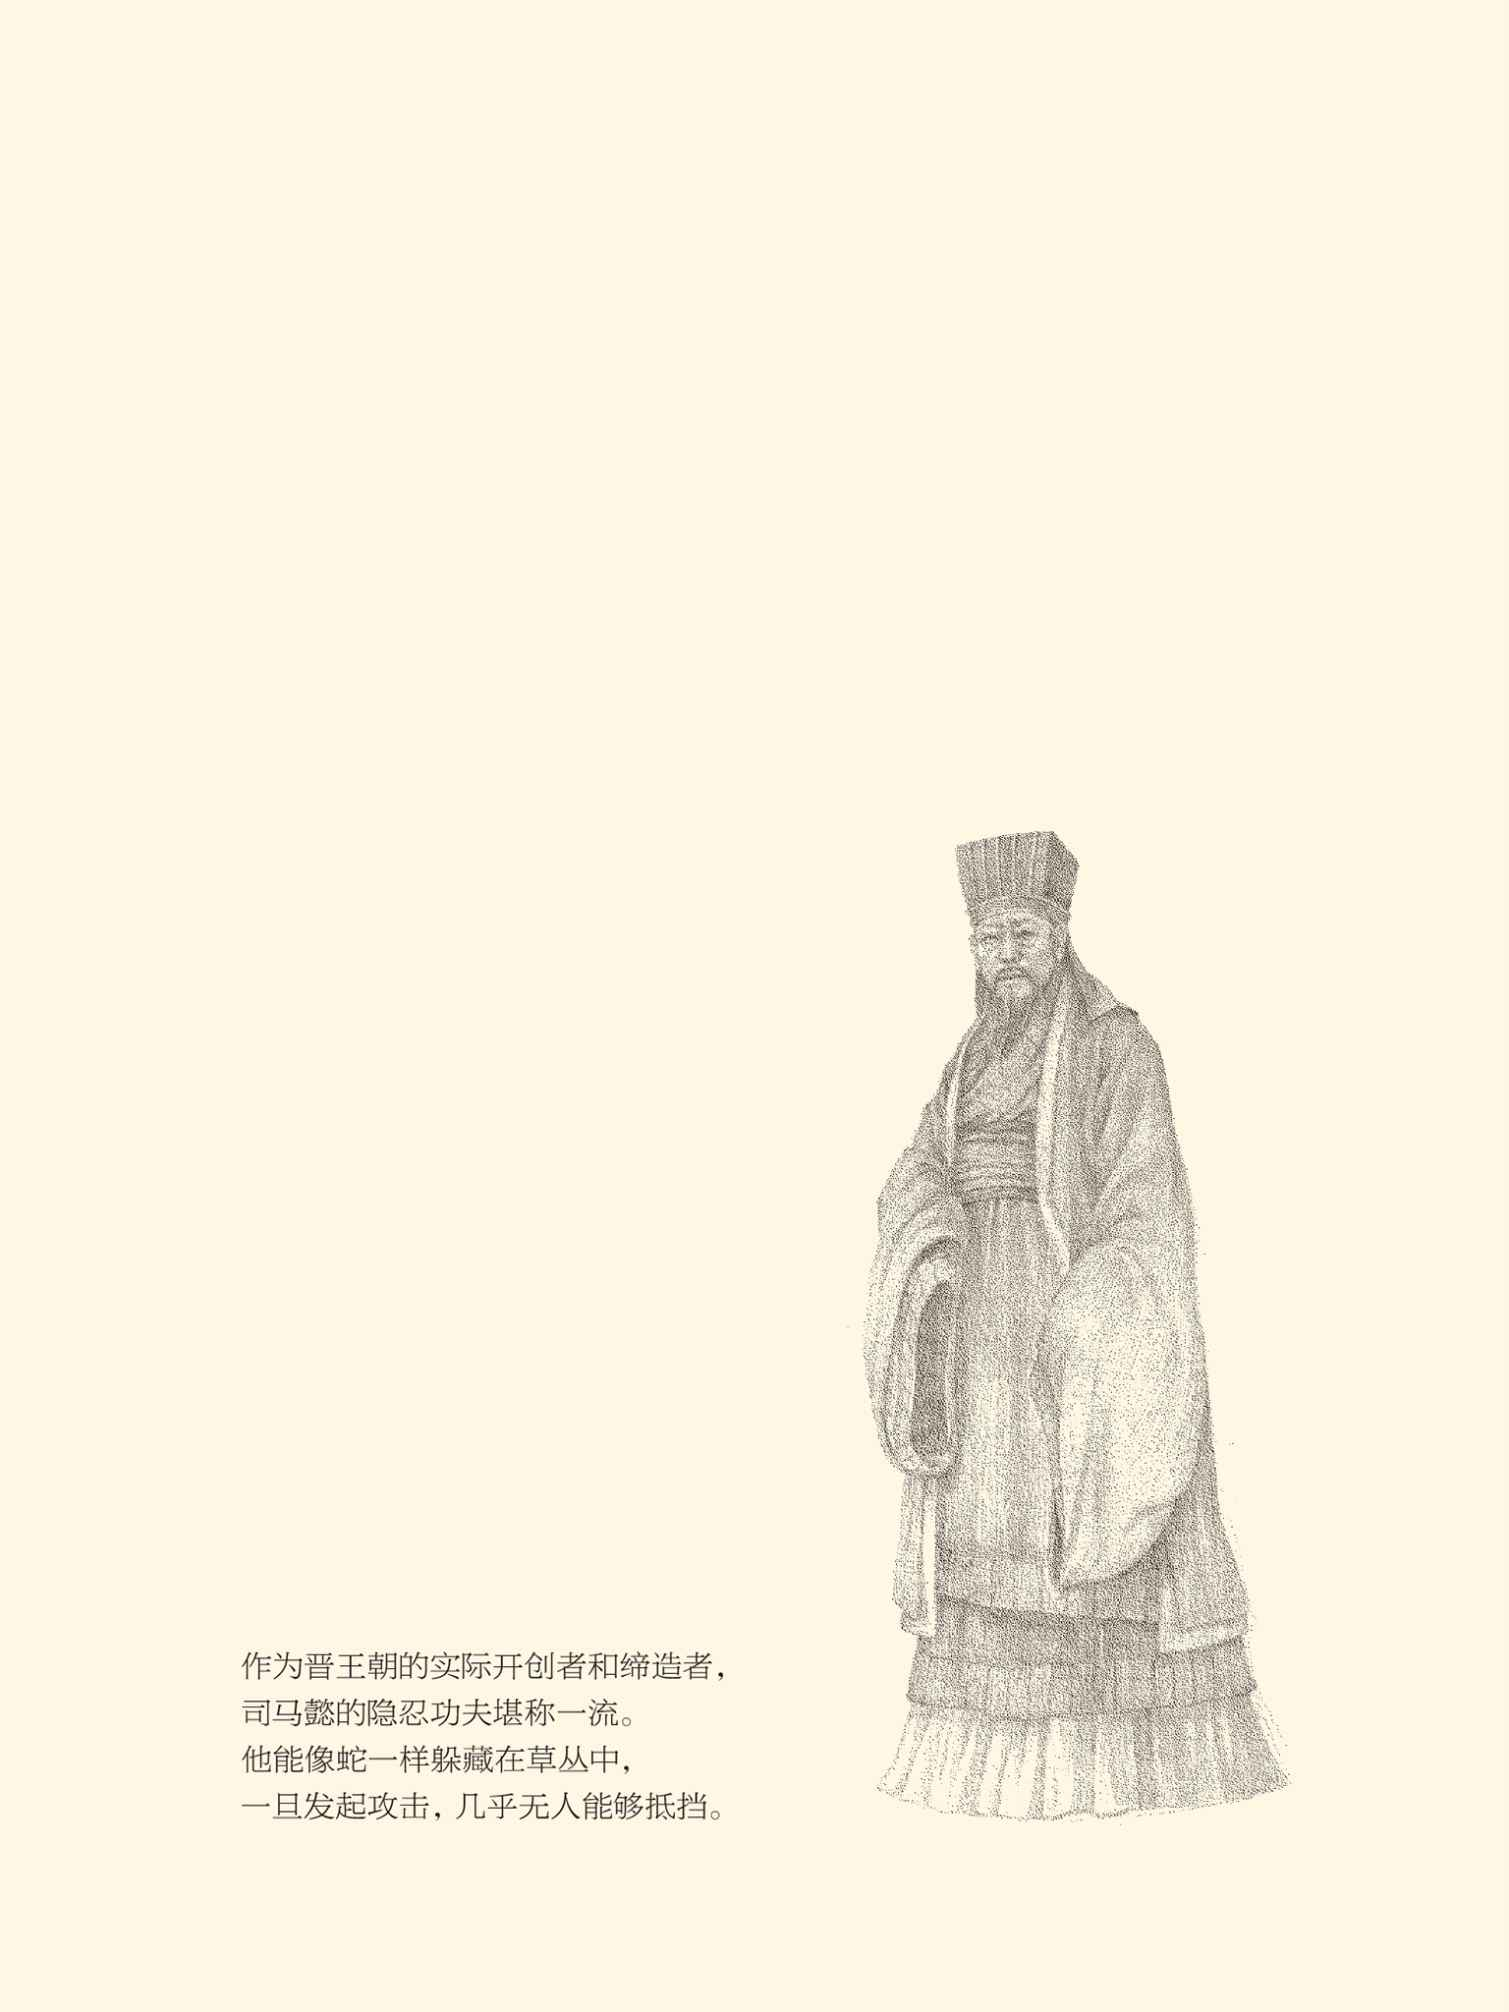 作为晋王朝的实际开创者和缔造者，
司马懿的隐忍功夫堪称一流。
他能像蛇一样躲藏在草丛中，
一旦发起攻击，几乎无人能够抵挡。